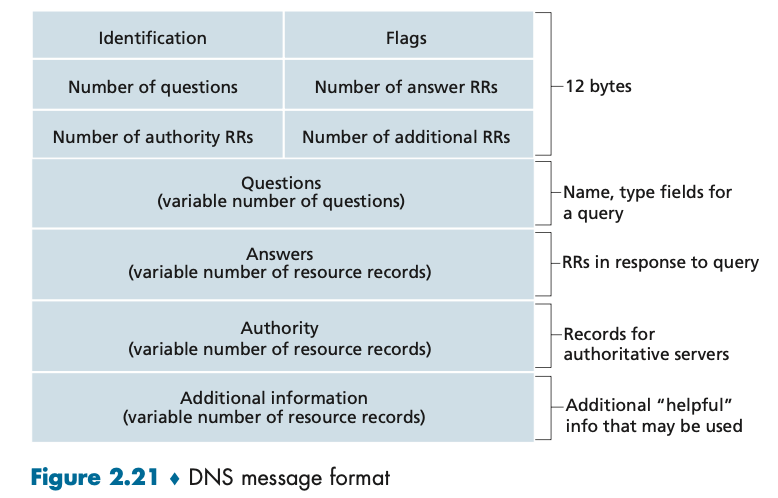 Identification
Flags
Number of questions
Number of answer RRs
Number of authority RRs
Number of additional RRs
12 bytes
Questions
(variable number of questions)
Name, type fields for
a query
Answers
(variable number of resource records)
RRs in response to query
Authority
(variable number of resource records)
Records for
authoritative servers
Additional information
(variable number of resource records)
Additional “helpful”
info that may be used
Figure 2.21 ♦ DNS message format